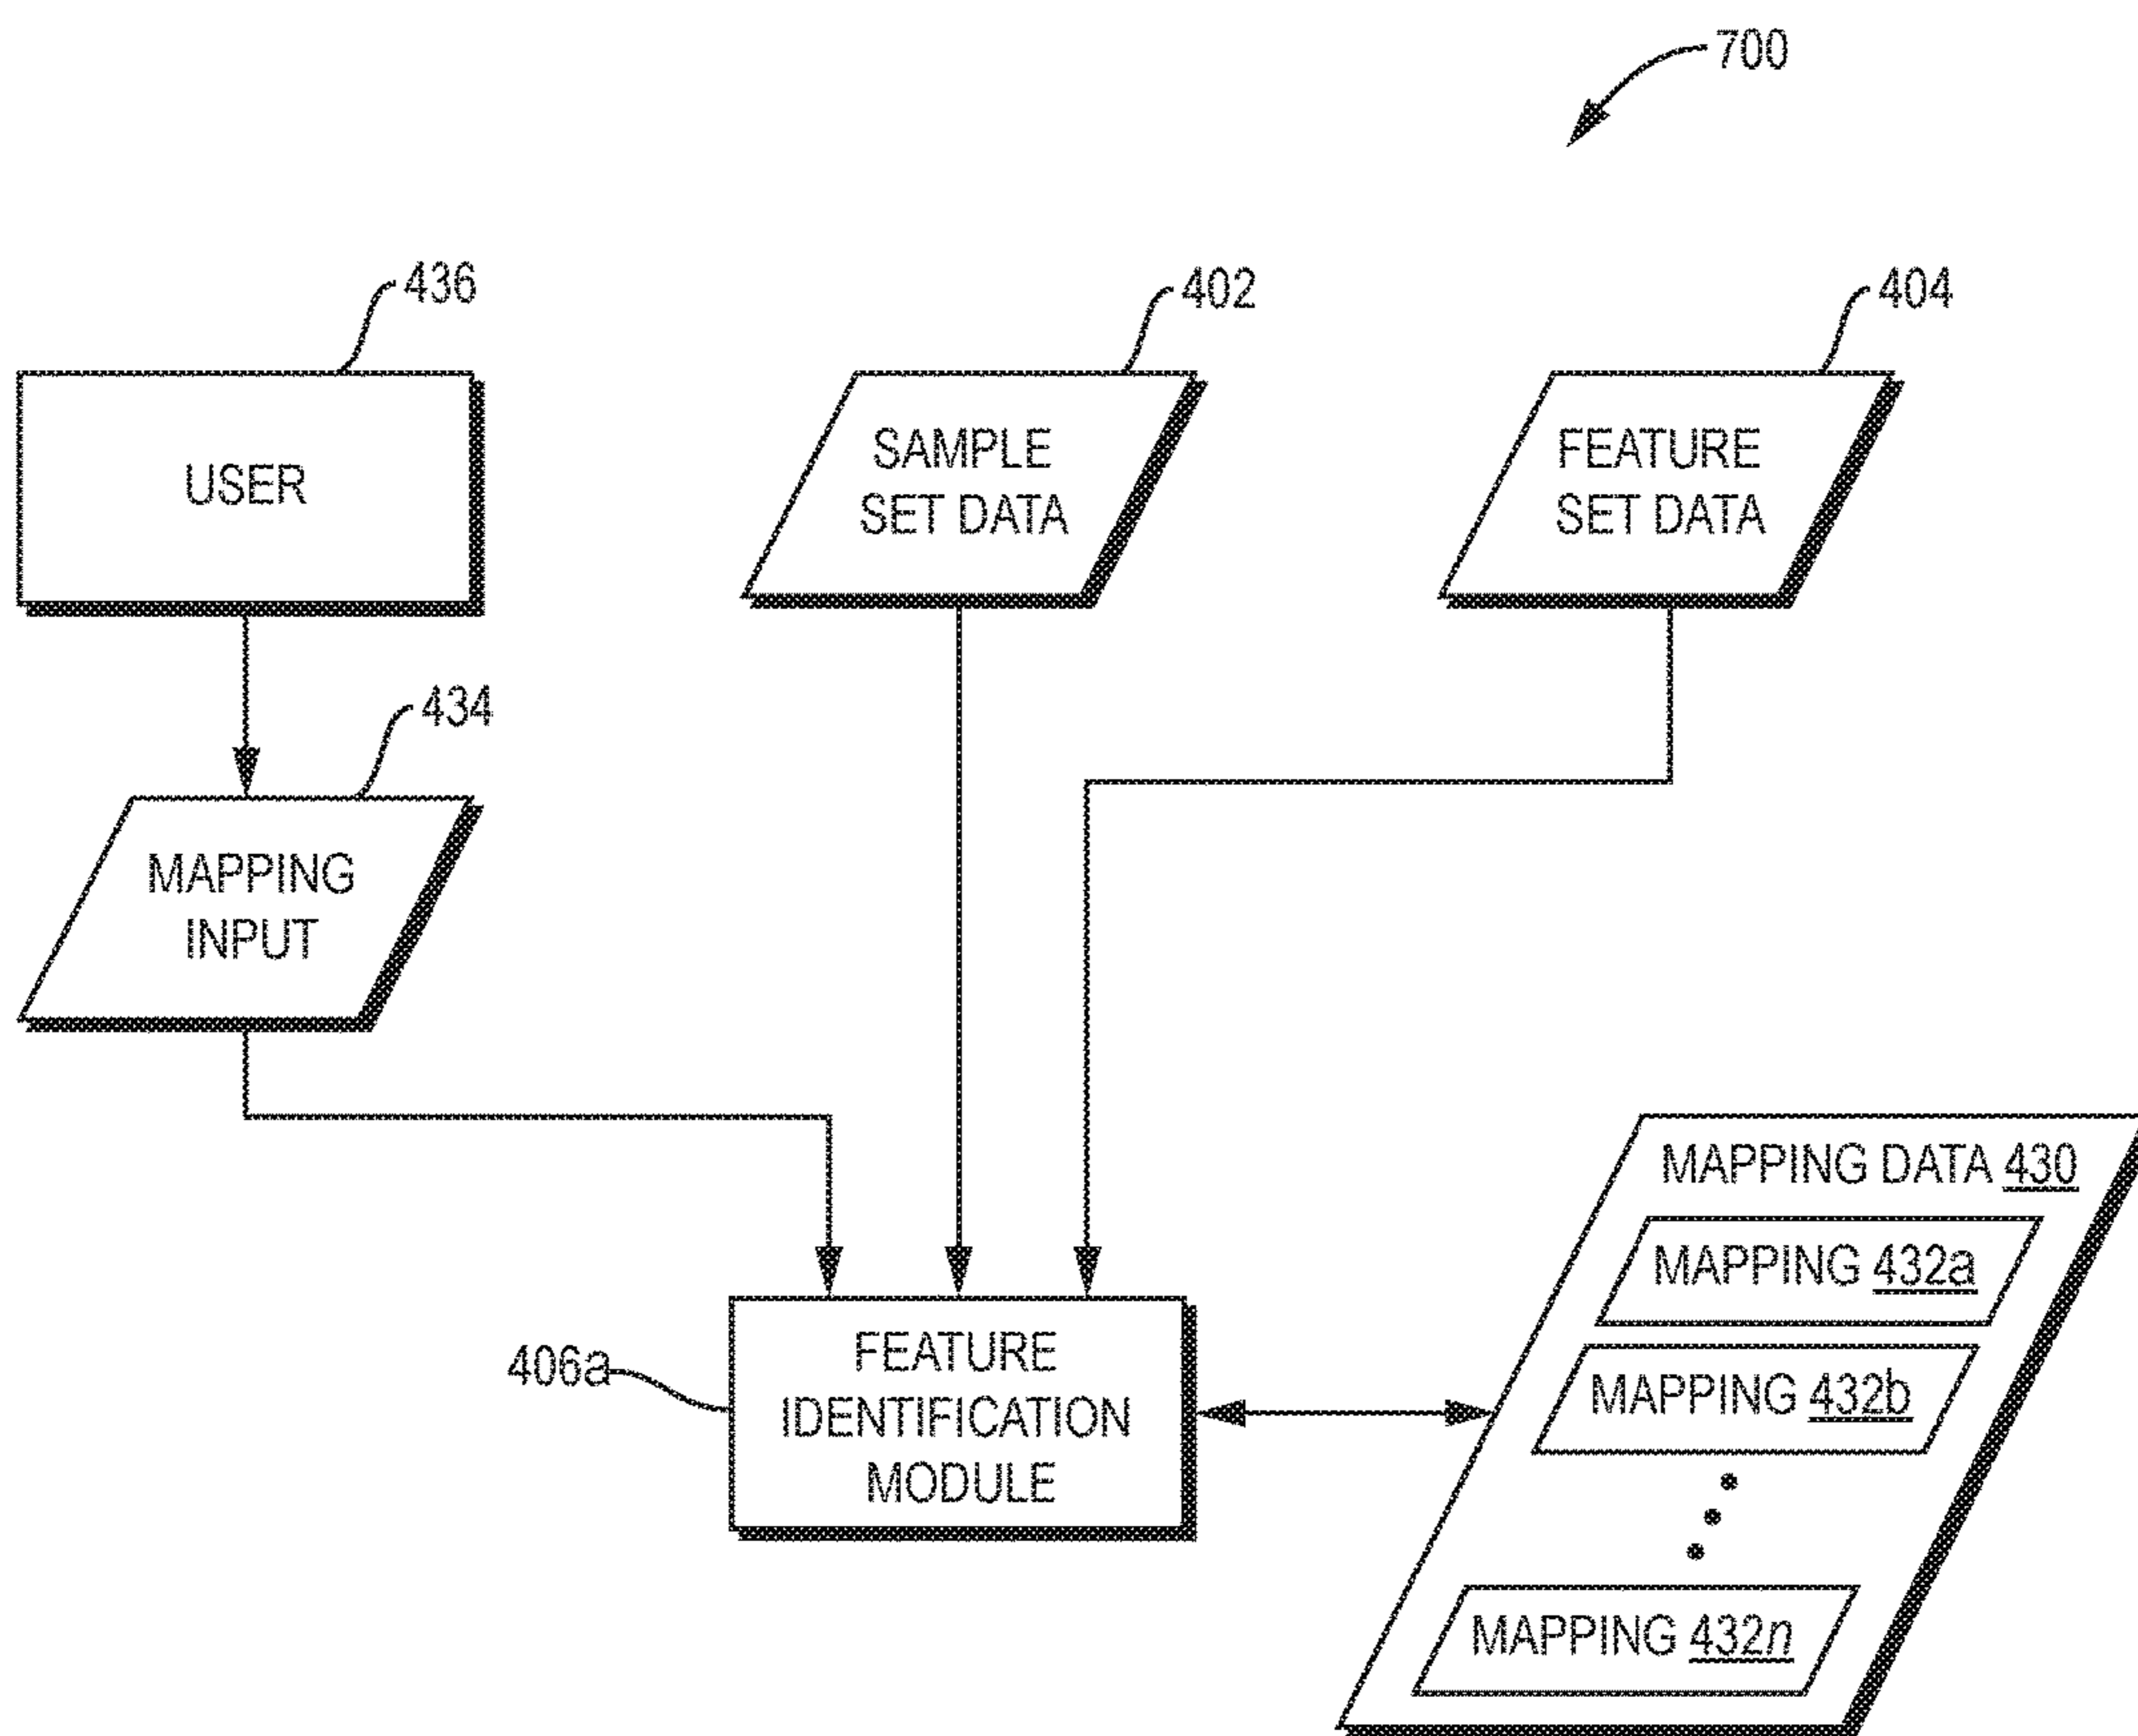 700
436
402
404
USER
SAMPLE
SET DATA
FEATURE
SET DATA
434
MAPPING
INPUT
MAPPING DATA 430
MAPPING 432a
MAPPING 432b
MAPPING 432n
406a
FEATURE
IDENTIFICATION
MODULE